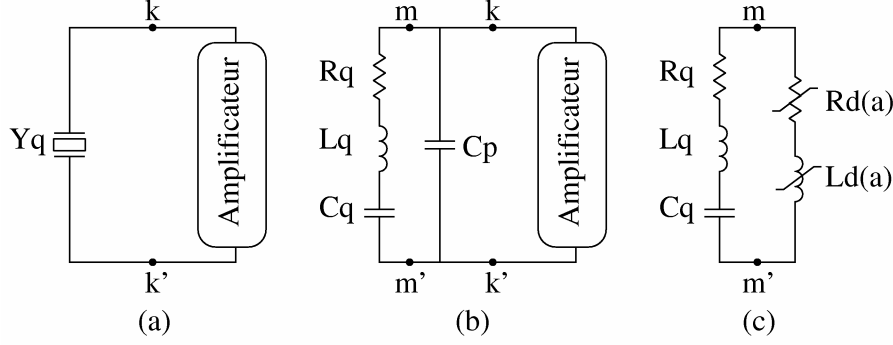 k
Yq
Amplificateur
k’
(a)
m k
Rq
Lq
Cq
Cp
Amplificateur
m’ k’
(b)
m
Rq
Rd(a)
Lq
Ld(a)
Cq
m’
(c)